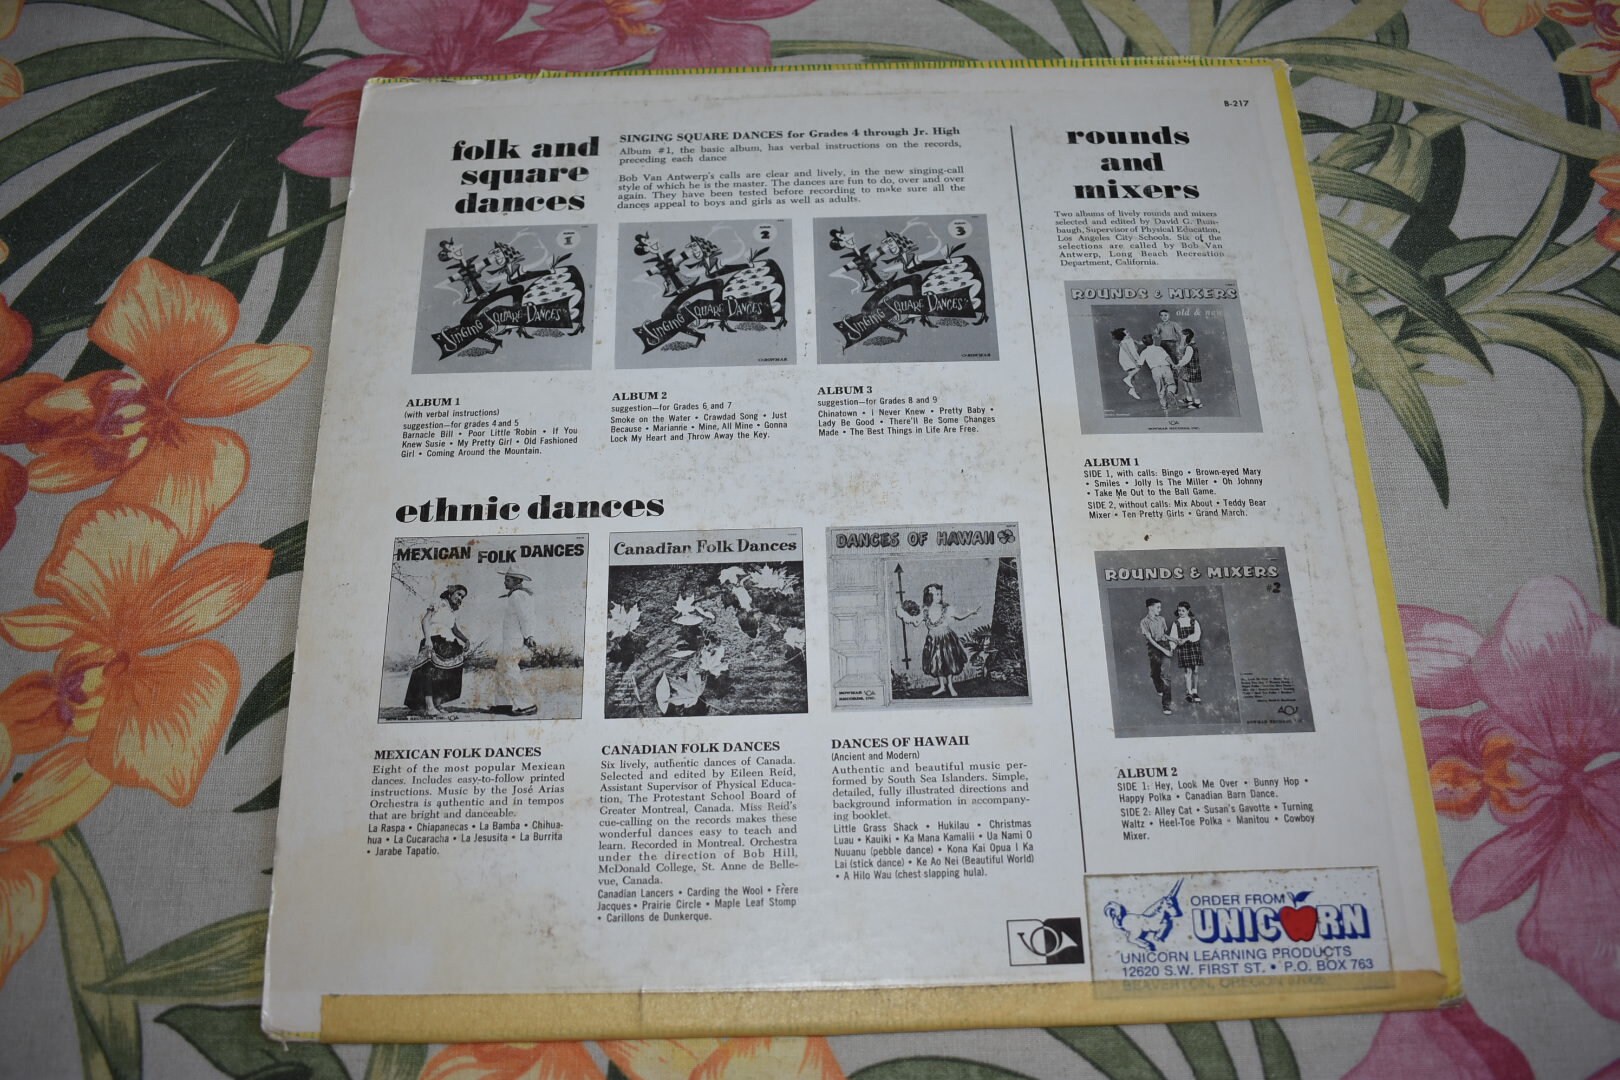 B-217
folk and
square
dances
SINGING SQUARE DANCES for Grades 4 through Jr. High
Album #1, the basic album, has verbal instructions on the records,
preceding each dance
Bob Van Antwerp's calls are clear and lively, in the new singing-call
style of which he is the master. The dances are fun to do, over and over
again. They have been tested before recording to make sure all the
dances appeal to boys and girls as well as adults.
1
Singing Square Dances
2
Singing Square Dances
BOWMAR
3
Singing Square Dances
BOWMAR
ALBUM 1
(with verbal instructions)
suggestion—for grades 4 and 5
Barnacle Bill • Poor Little Robin • If You
Knew Susie • My Pretty Girl • Old Fashioned
Girl • Coming Around the Mountain.
ALBUM 2
suggestion—for Grades 6 and 7
Smoke on the Water • Crawdad Song • Just
Because • Marianne • Mine, All Mine • Gonna
Lock My Heart and Throw Away the Key.
ALBUM 3
suggestion—for Grades 8 and 9
Chinatown • I Never Knew • Pretty Baby •
Lady Be Good • There'll Be Some Changes
Made • The Best Things in Life Are Free.
ethnic dances
MEXICAN FOLK DANCES
Canadian Folk Dances
DANCES OF HAWAII
BOWMAR
RECORDS, INC.
MEXICAN FOLK DANCES
Eight of the most popular Mexican
dances. Includes easy-to-follow printed
instructions. Music by the José Arias
Orchestra is authentic and in tempos
that are bright and danceable.
La Raspa • Chiapanecas • La Bamba • Chihua-
hua • La Cucaracha • La Jesusita • La Burrita
• Jarabe Tapatio.
CANADIAN FOLK DANCES
Six lively, authentic dances of Canada.
Selected and edited by Eileen Reid,
Assistant Supervisor of Physical Educa-
tion, The Protestant School Board of
Greater Montreal, Canada. Miss Reid's
cue-calling on the records makes these
wonderful dances easy to teach and
learn. Recorded in Montreal. Orchestra
under the direction of Bob Hill,
McDonald College, St. Anne de Belle-
vue, Canada.
Canadian Lancers • Carding the Wool • Frere
Jacques • Prairie Circle • Maple Leaf Stomp
• Carillons de Dunkerque.
DANCES OF HAWAII
(Ancient and Modern)
Authentic and beautiful music per-
formed by South Sea Islanders. Simple,
detailed, fully illustrated directions and
background information in accompany-
ing booklet.
Little Grass Shack • Hukilau • Christmas
Luau • Kauiki • Ka Mana Kamalii • Ua Nami O
Nuuanu (pebble dance) • Kona Kai Opua I Ka
Lai (stick dance) • Ke Ao Nei (Beautiful World)
• A Hilo Wau (chest slapping hula).
rounds
and
mixers
Two albums of lively rounds and mixers
selected and edited by David G.
baugh, Supervisor of Physical Education,
Los Angeles City Schools. Six of the
selections are called by Bob Van
Antwerp, Long Beach Recreation
Department, California.
ROUNDS & MIXERS
old & new
BOWMAR RECORDS, INC.
ALBUM 1
SIDE 1, with calls: Bingo • Brown-eyed Mary
• Smiles • Jolly Is The Miller • Oh Johnny
• Take Me Out to the Ball Game.
SIDE 2, without calls: Mix About • Teddy Bear
Mixer • Ten Pretty Girls • Grand March.
ROUNDS & MIXERS
#2
ALBUM 2
SIDE 1: Hey, Look Me Over • Bunny Hop •
Happy Polka • Canadian Barn Dance.
SIDE 2: Alley Cat • Susan's Gavotte • Turning
Waltz • Heel-Toe Polka • Manitou • Cowboy
Mixer.
ORDER FROM
UNICORN
UNICORN LEARNING PRODUCTS
12620 S.W. FIRST ST. • P.O. BOX 763
BEAVERTON, OREGON